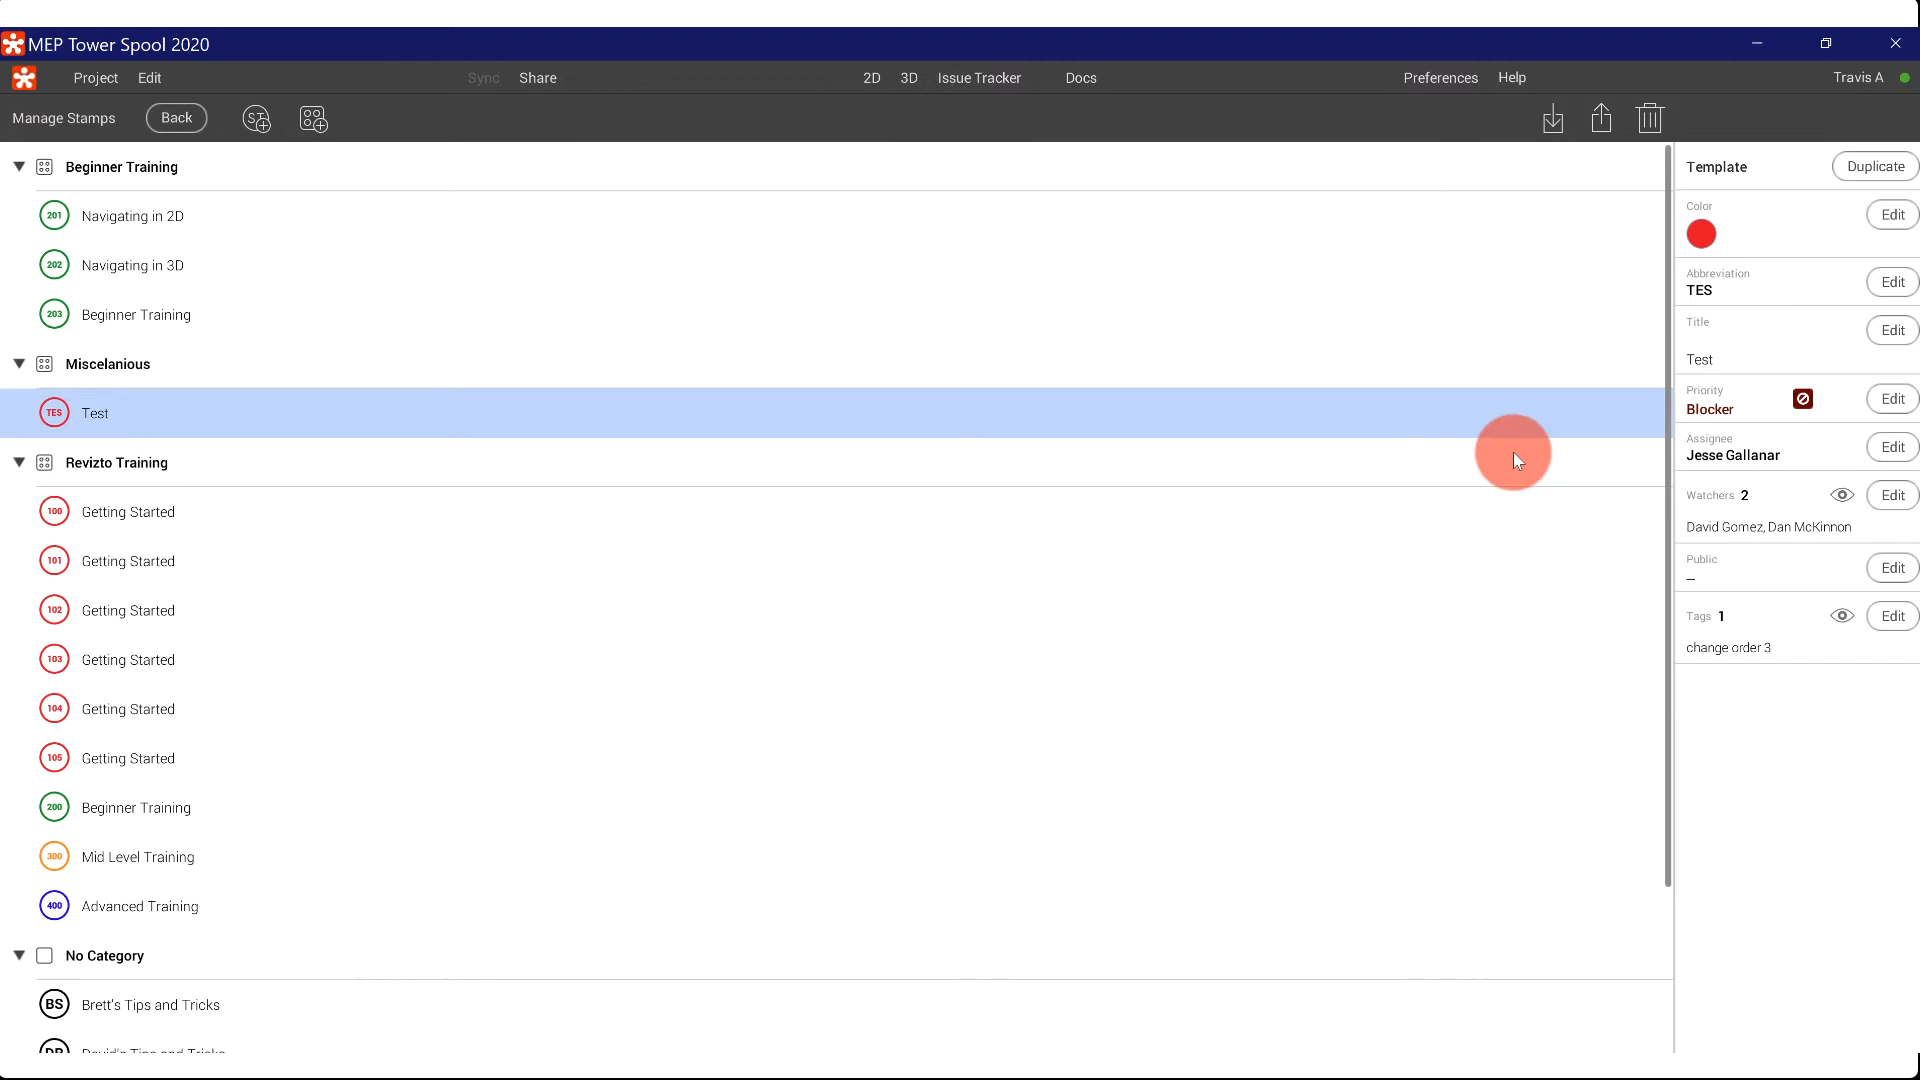 MEP Tower Spool 2020
Project Edit Sync Share 2D 3D Issue Tracker Docs Preferences Help Travis A
Manage Stamps Back ST
Beginner Training
201 Navigating in 2D
202 Navigating in 3D
203 Beginner Training
Miscelanious
TES Test
Revizto Training
100 Getting Started
101 Getting Started
102 Getting Started
103 Getting Started
104 Getting Started
105 Getting Started
200 Beginner Training
300 Mid Level Training
400 Advanced Training
No Category
BS Brett's Tips and Tricks
Template Duplicate
Color Edit
Abbreviation
TES Edit
Title Edit
Test
Priority
Blocker Edit
Assignee
Jesse Gallanar Edit
Watchers 2 Edit
David Gomez, Dan McKinnon
Public
– Edit
Tags 1 Edit
change order 3